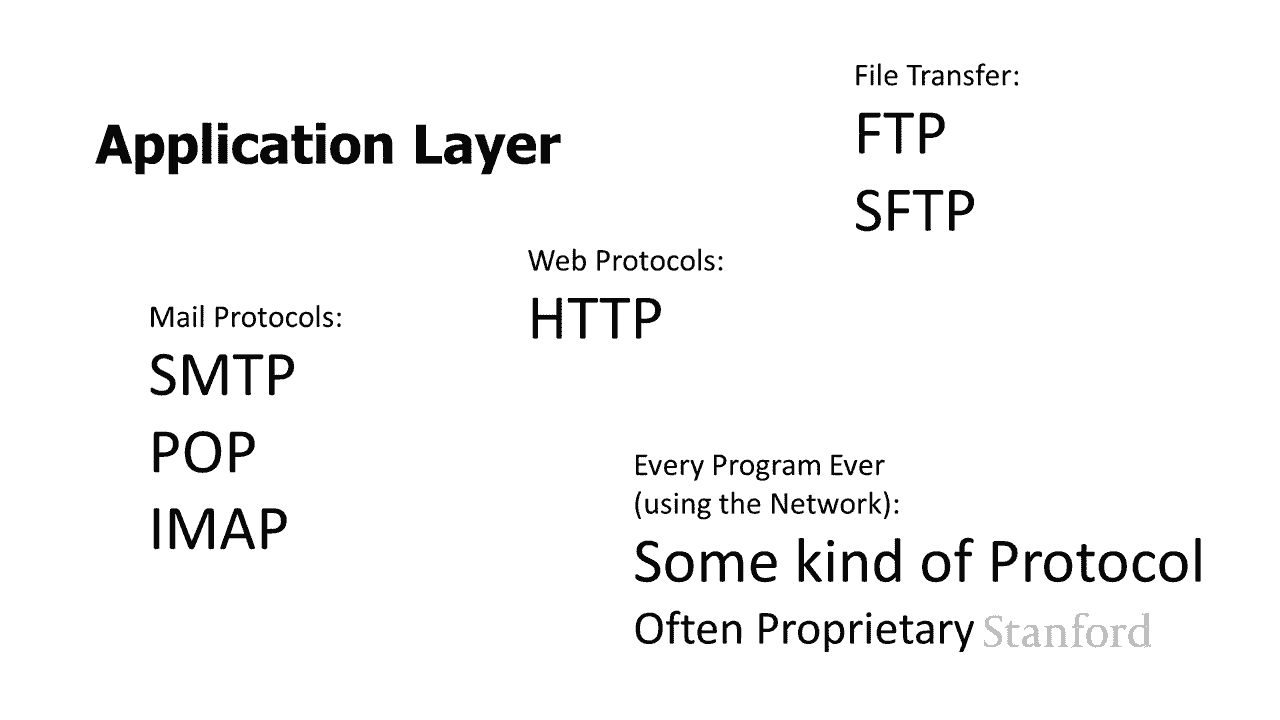 Application Layer
File Transfer:
FTP
SFTP
Web Protocols:
HTTP
Mail Protocols:
SMTP
POP
IMAP
Every Program Ever
(using the Network):
Some kind of Protocol
Often Proprietary
Stanford